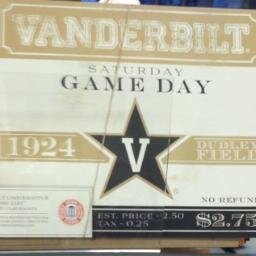 VANDERBILT
SATURDAY
GAME DAY
1924
V
DUDLEY
FIELD
NO REFUND
EST. PRICE - 2.50
TAX - 0.25
$2.75